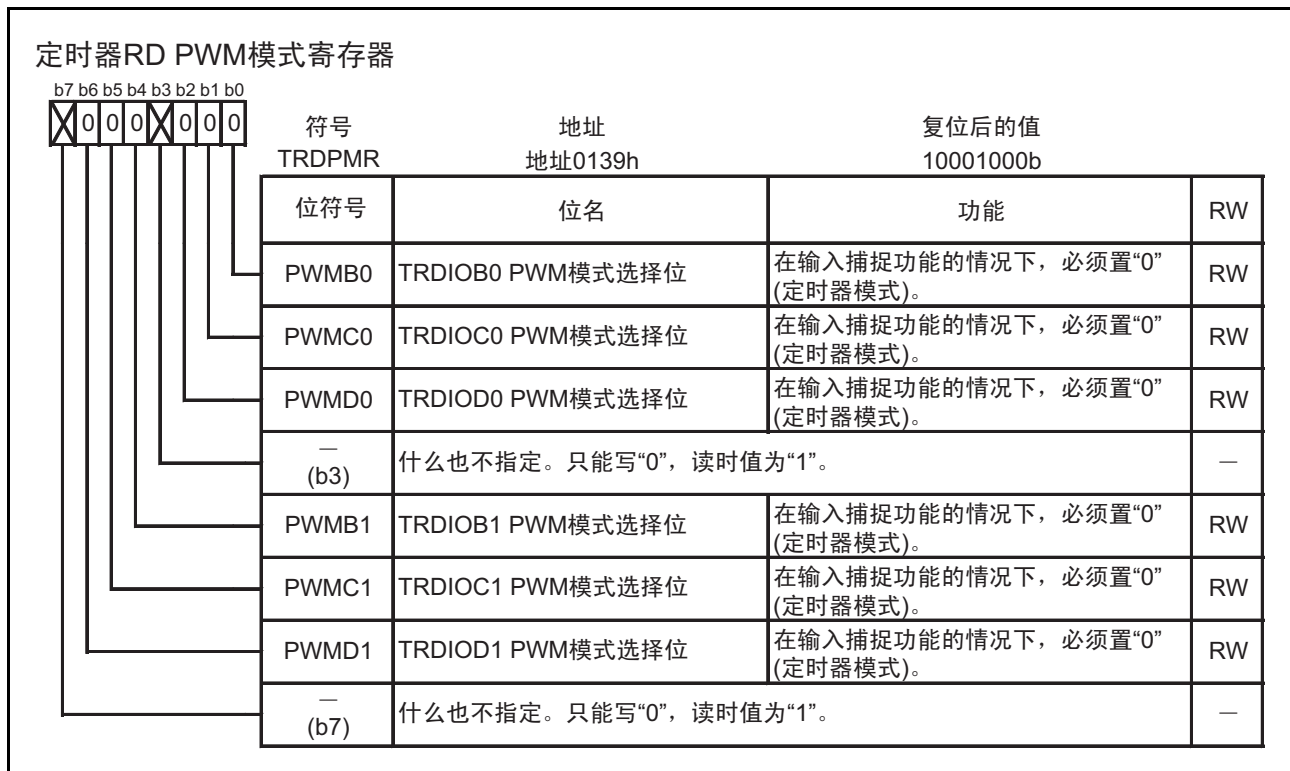 定时器RD PWM模式寄存器
b7 b6 b5 b4 b3 b2 b1 b0
0 0 0 0 0 0
符号 地址 复位后的值
TRDPMR 地址0139h 10001000b
位符号 位名 功能 RW
PWMB0 TRDIOB0 PWM模式选择位 在输入捕捉功能的情况下，必须置“0”
(定时器模式)。 RW
PWMC0 TRDIOC0 PWM模式选择位 在输入捕捉功能的情况下，必须置“0”
(定时器模式)。 RW
PWMD0 TRDIOD0 PWM模式选择位 在输入捕捉功能的情况下，必须置“0”
(定时器模式)。 RW
—
(b3) 什么也不指定。只能写“0”，读时值为“1”。 —
PWMB1 TRDIOB1 PWM模式选择位 在输入捕捉功能的情况下，必须置“0”
(定时器模式)。 RW
PWMC1 TRDIOC1 PWM模式选择位 在输入捕捉功能的情况下，必须置“0”
(定时器模式)。 RW
PWMD1 TRDIOD1 PWM模式选择位 在输入捕捉功能的情况下，必须置“0”
(定时器模式)。 RW
—
(b7) 什么也不指定。只能写“0”，读时值为“1”。 —